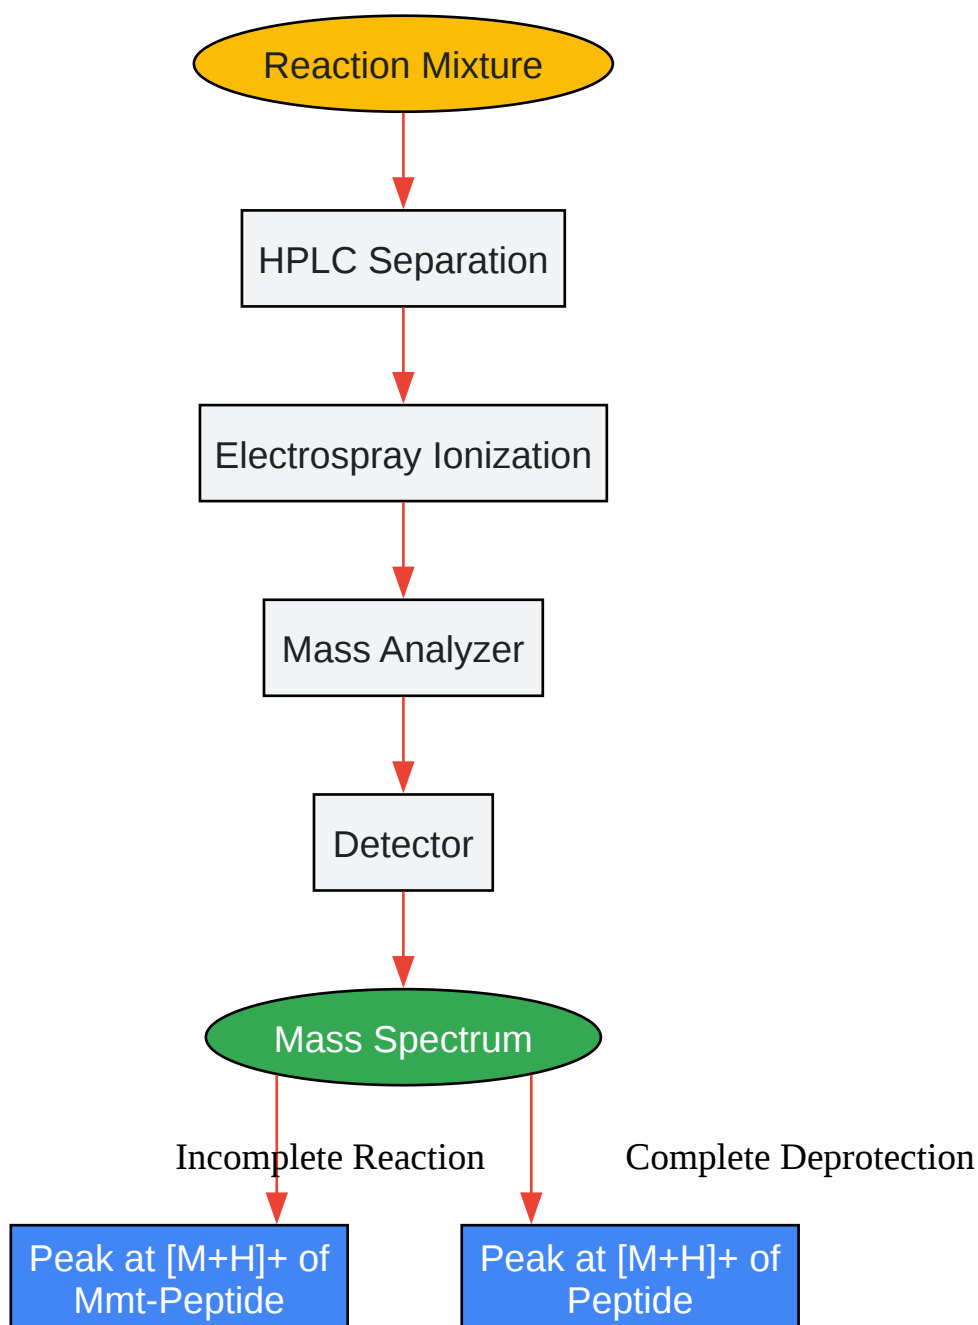 Reaction Mixture
HPLC Separation
Electrospray Ionization
Mass Analyzer
Detector
Mass Spectrum
Incomplete Reaction
Complete Deprotection
Peak at [M+H]+ of
Mmt-Peptide
Peak at [M+H]+ of
Peptide